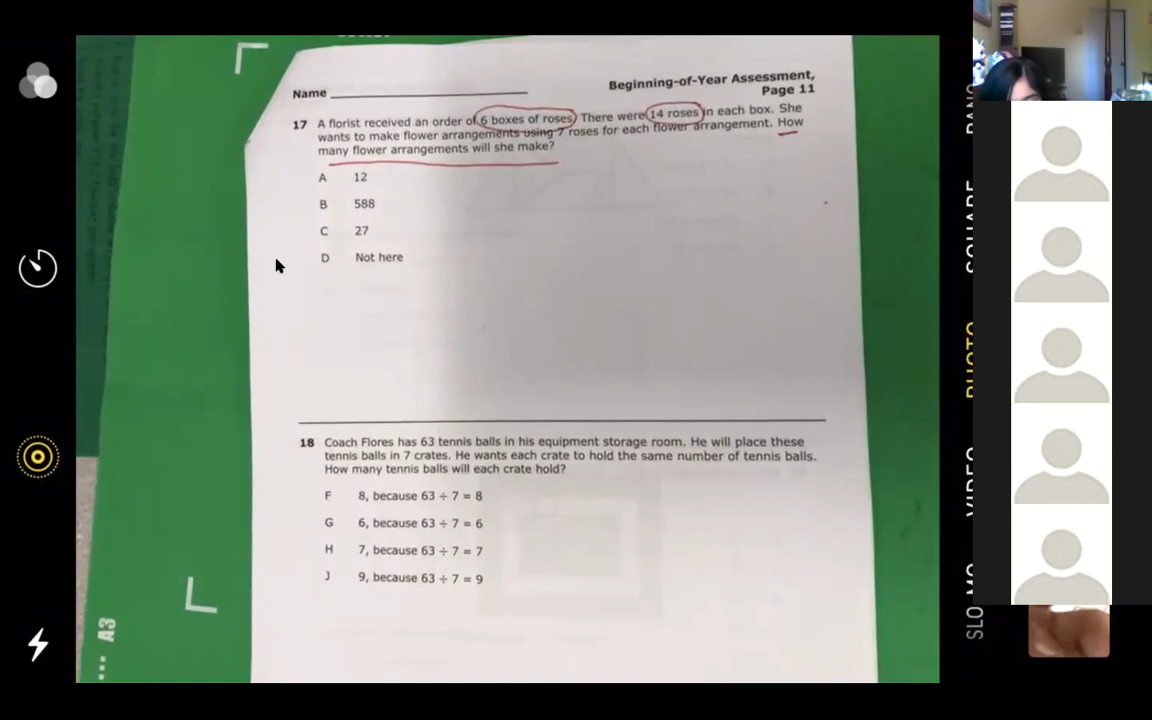 Name
Beginning-of-Year Assessment,
Page 11
17 A florist received an order of 6 boxes of roses. There were 14 roses in each box. She
wants to make flower arrangements using 7 roses for each flower arrangement. How
many flower arrangements will she make?
A 12
B 588
C 27
D Not here
18 Coach Flores has 63 tennis balls in his equipment storage room. He will place these
tennis balls in 7 crates. He wants each crate to hold the same number of tennis balls.
How many tennis balls will each crate hold?
F 8, because 63 ÷ 7 = 8
G 6, because 63 ÷ 7 = 6
H 7, because 63 ÷ 7 = 7
J 9, because 63 ÷ 7 = 9
A3
SLO
PHOTO
SQUARE